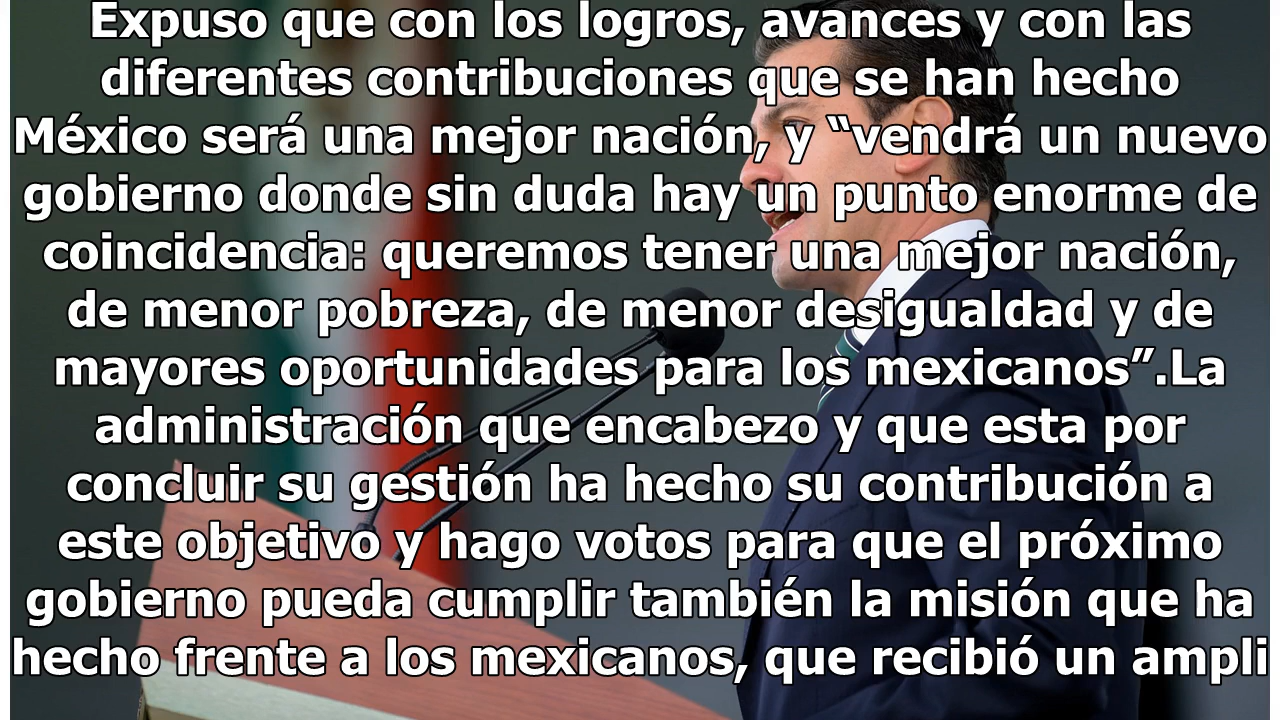 Expuso que con los logros, avances y con las
diferentes contribuciones que se han hecho
México será una mejor nación, y “vendrá un nuevo
gobierno donde sin duda hay un punto enorme de
coincidencia: queremos tener una mejor nación,
de menor pobreza, de menor desigualdad y de
mayores oportunidades para los mexicanos”.La
administración que encabezo y que esta por
concluir su gestión ha hecho su contribución a
este objetivo y hago votos para que el próximo
gobierno pueda cumplir también la misión que ha
hecho frente a los mexicanos, que recibió un ampli